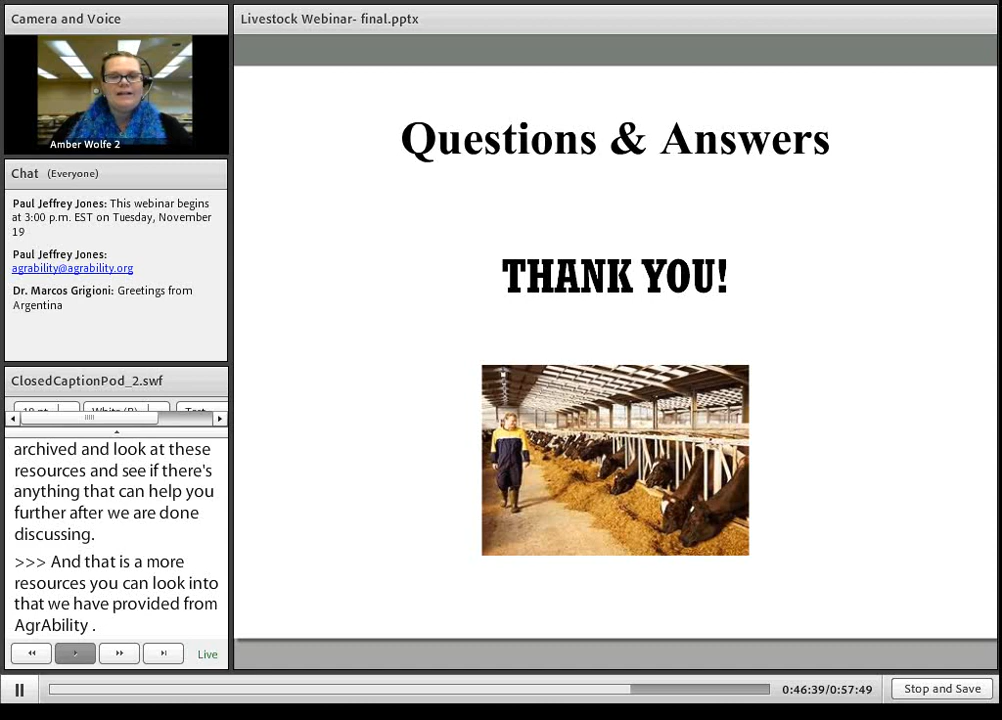 Camera and Voice
Amber Wolfe 2
Chat (Everyone)
Paul Jeffrey Jones: This webinar begins
at 3:00 p.m. EST on Tuesday, November
19
Paul Jeffrey Jones:
agrability@agrability.org
Dr. Marcos Grigioni: Greetings from
Argentina
ClosedCaptionPod_2.swf
archived and look at these
resources and see if there's
anything that can help you
further after we are done
discussing.
>>> And that is a more
resources you can look into
that we have provided from
AgrAbility .
Live
Livestock Webinar- final.pptx
Questions & Answers
THANK YOU!
0:46:39/0:57:49
Stop and Save